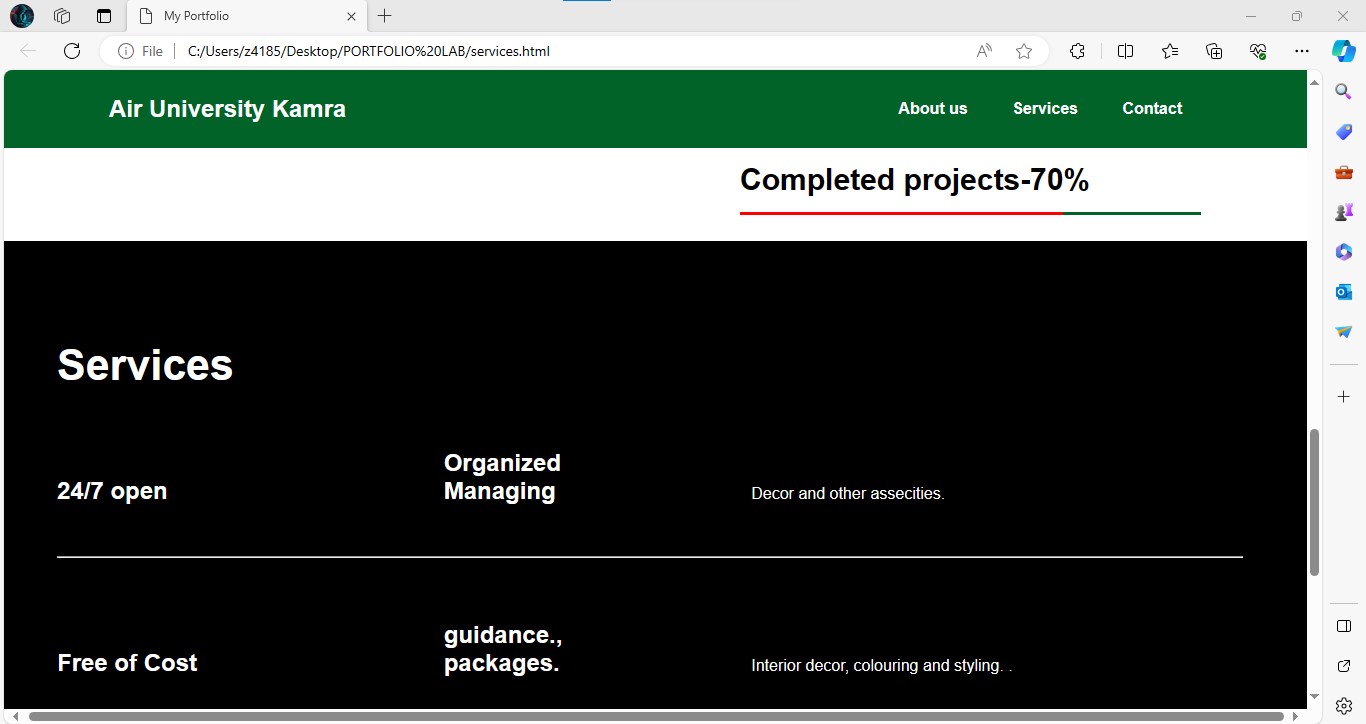 My Portfolio
File
C:/Users/z4185/Desktop/PORTFOLIO%20LAB/services.html
Air University Kamra
About us
Services
Contact
Completed projects-70%
Services
24/7 open
Organized
Managing
Decor and other assecities.
Free of Cost
guidance.,
packages.
Interior decor, colouring and styling. .